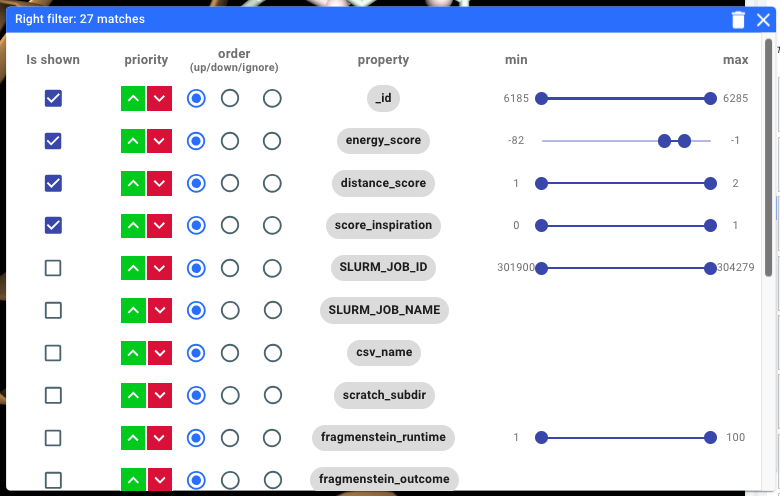 Right filter: 27 matches
Is shown priority order property min max
(up/down/ignore)
_id 6185 6285
energy_score -82 -1
distance_score 1 2
score_inspiration 0 1
SLURM_JOB_ID 301900 304279
SLURM_JOB_NAME
csv_name
scratch_subdir
fragmenstein_runtime 1 100
fragmenstein_outcome